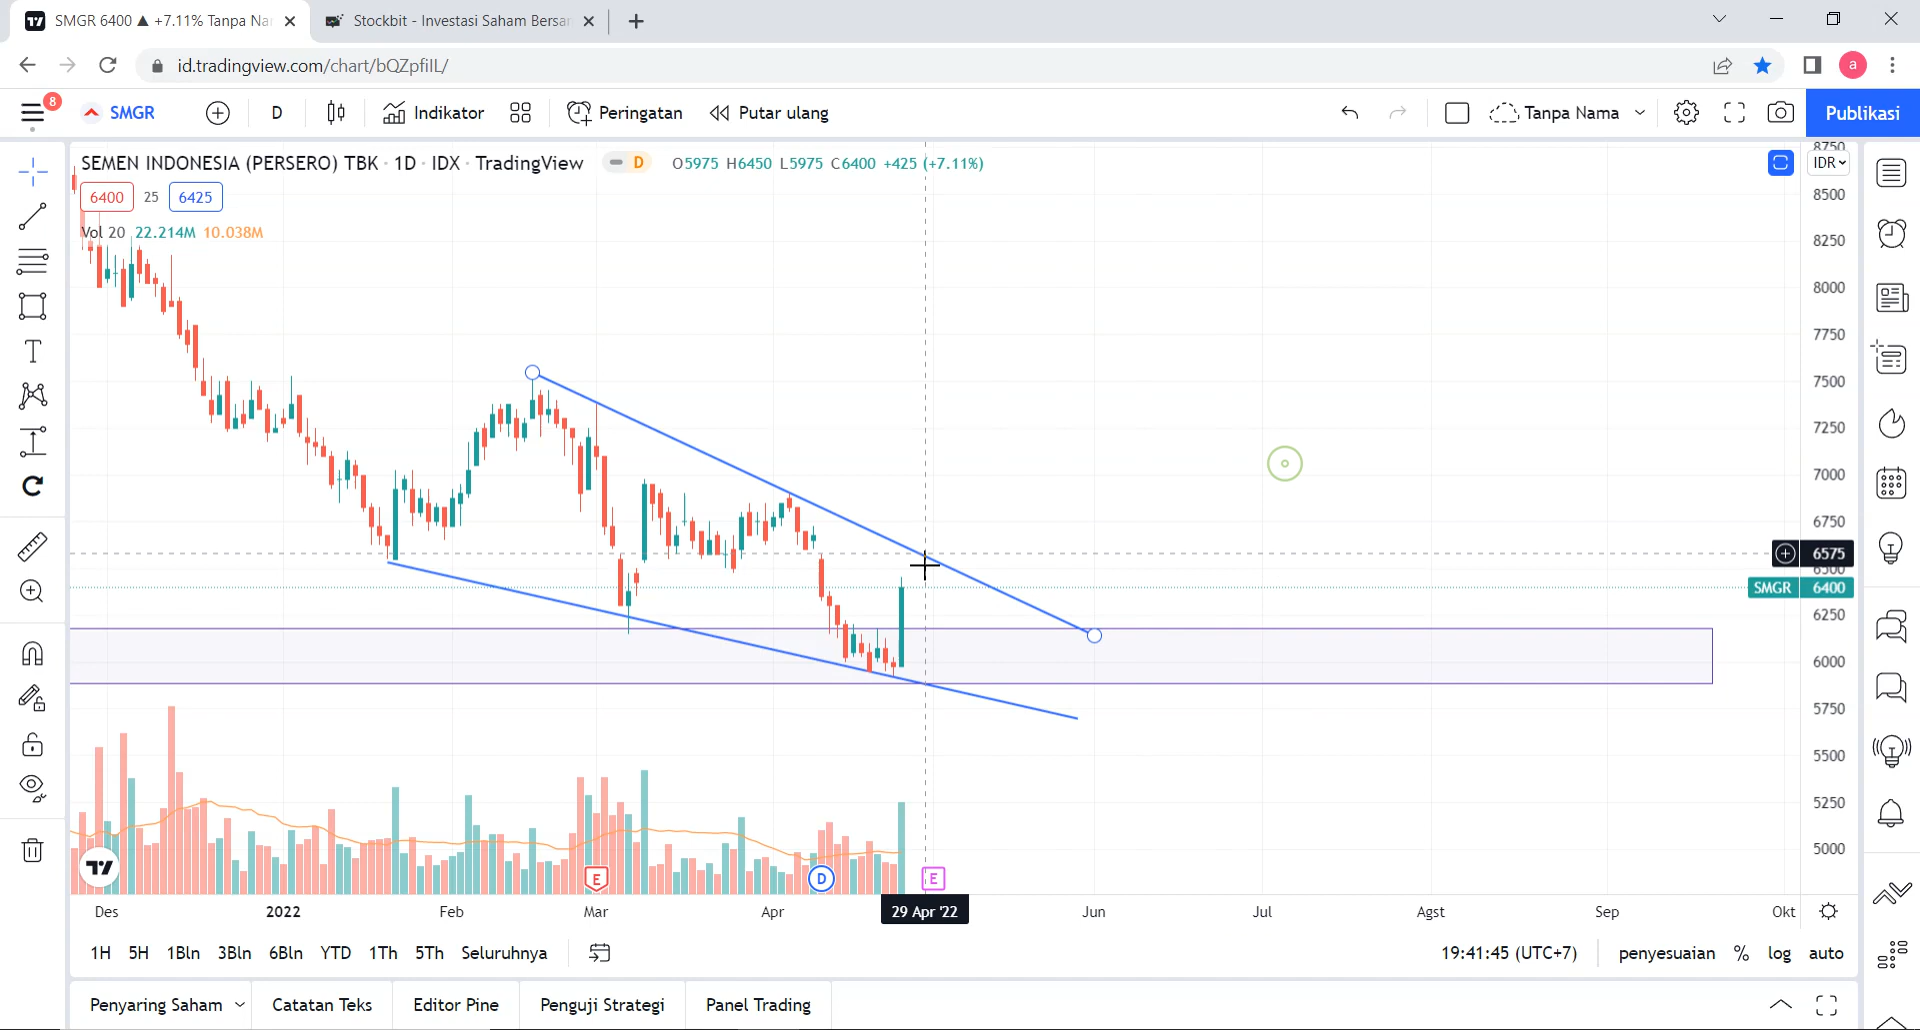 SMGR 6400 ▲ +7.11% Tanpa Na
Stockbit - Investasi Saham Bersa
id.tradingview.com/chart/bQZpfiIL/
a
8
SMGR
D
Indikator
Peringatan
Putar ulang
Tanpa Nama
Publikasi
SEMEN INDONESIA (PERSERO) TBK · 1D · IDX · TradingView
D
O5975 H6450 L5975 C6400 +425 (+7.11%)
IDR
6400
25
6425
Vol 20 22.214M 10.038M
8750
8500
8250
8000
7750
7500
7250
7000
6750
6575
6500
SMGR 6400
6250
6000
5750
5500
5250
5000
E
D
E
Des
2022
Feb
Mar
Apr
29 Apr '22
Jun
Jul
Agst
Sep
Okt
1H
5H
1Bln
3Bln
6Bln
YTD
1Th
5Th
Seluruhnya
19:41:45 (UTC+7)
penyesuaian
%
log
auto
Penyaring Saham
Catatan Teks
Editor Pine
Penguji Strategi
Panel Trading